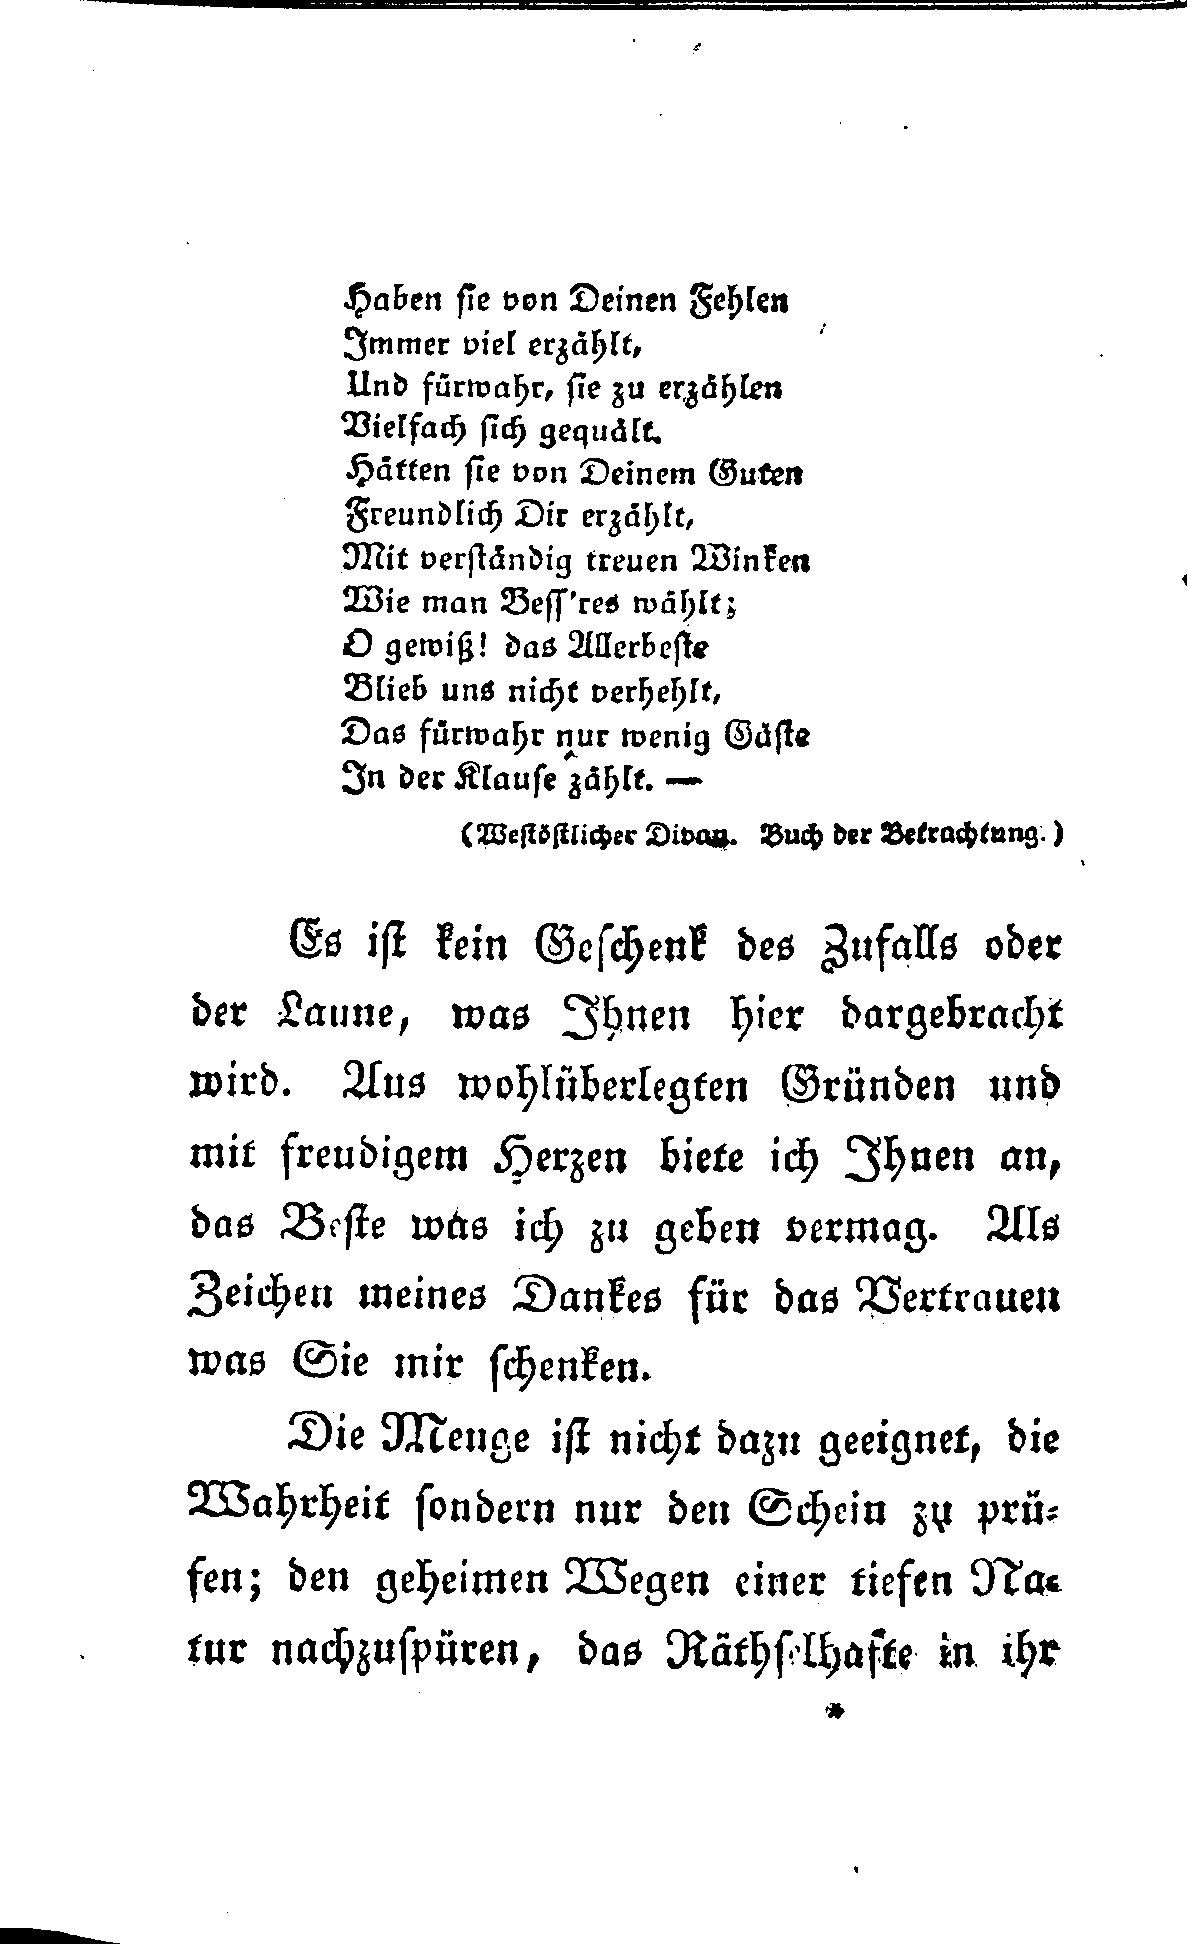 Haben ſie von Deinen Fehlen
Immer viel erzählt,
Und fürwahr, ſie zu erzählen
Vielfach ſich gequält.
Hätten ſie von Deinem Guten
Freundlich Dir erzählt,
Mit verſtändig treuen Winken
Wie man Beſſ'res wählt;
O gewiß! das Allerbeſte
Blieb uns nicht verhehlt,
Das fürwahr nur wenig Gäſte
In der Klauſe zählt. —
(Weſtöſtlicher Divan. Buch der Betrachtung.)
Es iſt kein Geſchenk des Zufalls oder
der Laune, was Ihnen hier dargebracht
wird. Aus wohlüberlegten Gründen und
mit freudigem Herzen biete ich Ihnen an,
das Beſte was ich zu geben vermag. Als
Zeichen meines Dankes für das Vertrauen
was Sie mir ſchenken.
Die Menge iſt nicht dazu geeignet, die
Wahrheit ſondern nur den Schein zu prü-
fen; den geheimen Wegen einer tiefen Na-
tur nachzuſpüren, das Räthſelhafte in ihr
*